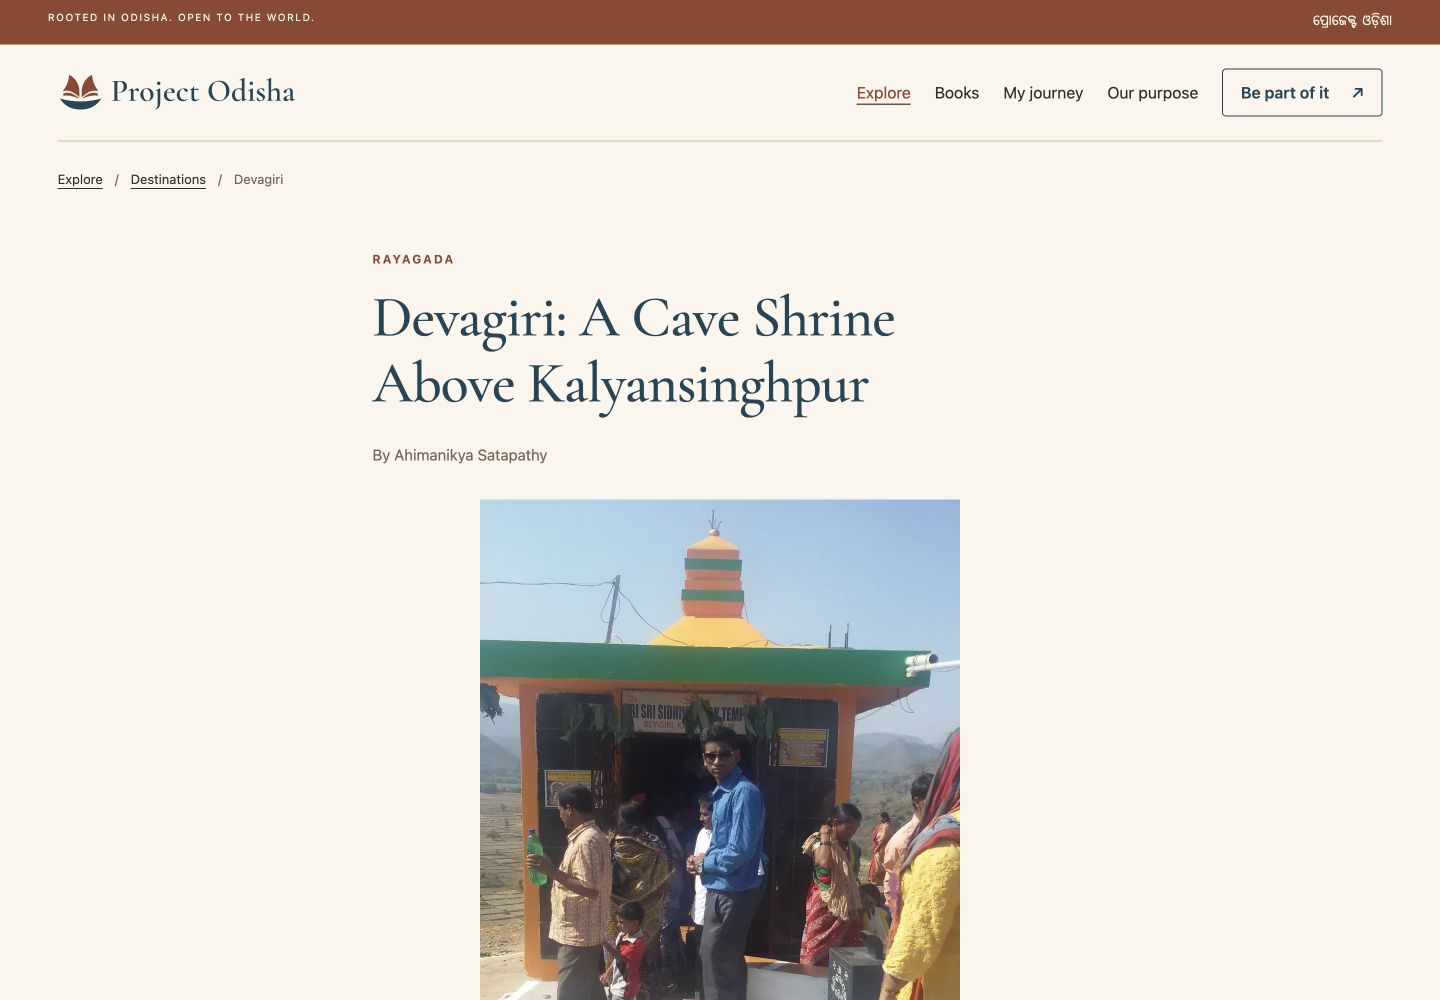 ROOTED IN ODISHA. OPEN TO THE WORLD.
ପ୍ରୋଜେକ୍ଟ ଓଡ଼ିଶା
Project Odisha
Explore
Books
My journey
Our purpose
Be part of it
Explore / Destinations / Devagiri
RAYAGADA
Devagiri: A Cave Shrine
Above Kalyansinghpur
By Ahimanikya Satapathy
SRI